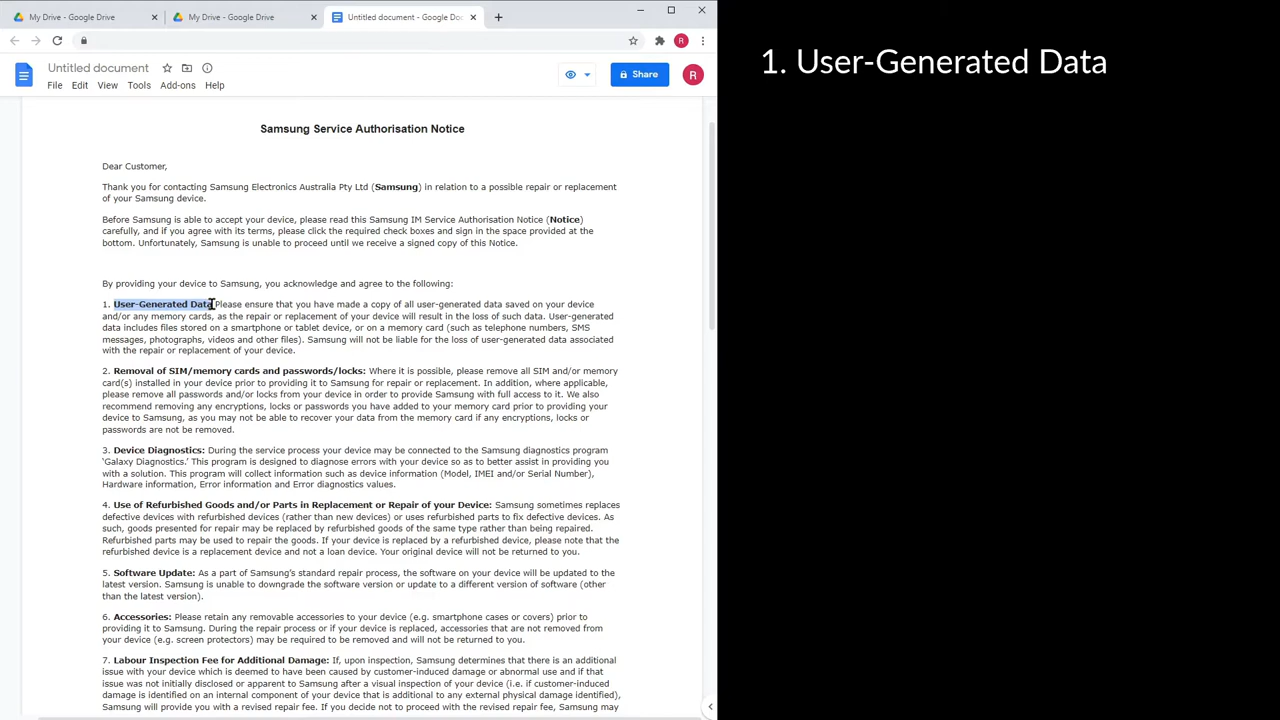 My Drive - Google Drive
My Drive - Google Drive
Untitled document - Google Doc
R
Untitled document
Share
R
File Edit View Tools Add-ons Help
Samsung Service Authorisation Notice
Dear Customer,
Thank you for contacting Samsung Electronics Australia Pty Ltd (Samsung) in relation to a possible repair or replacement
of your Samsung device.
Before Samsung is able to accept your device, please read this Samsung IM Service Authorisation Notice (Notice)
carefully, and if you agree with its terms, please click the required check boxes and sign in the space provided at the
bottom. Unfortunately, Samsung is unable to proceed until we receive a signed copy of this Notice.
By providing your device to Samsung, you acknowledge and agree to the following:
1. User-Generated Data Please ensure that you have made a copy of all user-generated data saved on your device
and/or any memory cards, as the repair or replacement of your device will result in the loss of such data. User-generated
data includes files stored on a smartphone or tablet device, or on a memory card (such as telephone numbers, SMS
messages, photographs, videos and other files). Samsung will not be liable for the loss of user-generated data associated
with the repair or replacement of your device.
2. Removal of SIM/memory cards and passwords/locks: Where it is possible, please remove all SIM and/or memory
card(s) installed in your device prior to providing it to Samsung for repair or replacement. In addition, where applicable,
please remove all passwords and/or locks from your device in order to provide Samsung with full access to it. We also
recommend removing any encryptions, locks or passwords you have added to your memory card prior to providing your
device to Samsung, as you may not be able to recover your data from the memory card if any encryptions, locks or
passwords are not be removed.
3. Device Diagnostics: During the service process your device may be connected to the Samsung diagnostics program
‘Galaxy Diagnostics.’ This program is designed to diagnose errors with your device so as to better assist in providing you
with a solution. This program will collect information such as device information (Model, IMEI and/or Serial Number),
Hardware information, Error information and Error diagnostics values.
4. Use of Refurbished Goods and/or Parts in Replacement or Repair of your Device: Samsung sometimes replaces
defective devices with refurbished devices (rather than new devices) or uses refurbished parts to fix defective devices. As
such, goods presented for repair may be replaced by refurbished goods of the same type rather than being repaired.
Refurbished parts may be used to repair the goods. If your device is replaced by a refurbished device, please note that the
refurbished device is a replacement device and not a loan device. Your original device will not be returned to you.
5. Software Update: As a part of Samsung’s standard repair process, the software on your device will be updated to the
latest version. Samsung is unable to downgrade the software version or update to a different version of software (other
than the latest version).
6. Accessories: Please retain any removable accessories to your device (e.g. smartphone cases or covers) prior to
providing it to Samsung. During the repair process or if your device is replaced, accessories that are not removed from
your device (e.g. screen protectors) may be required to be removed and will not be returned to you.
7. Labour Inspection Fee for Additional Damage: If, upon inspection, Samsung determines that there is an additional
issue with your device which is deemed to have been caused by customer-induced damage or abnormal use and if that
issue was not initially disclosed or apparent to Samsung after a visual inspection of your device (i.e. if customer-induced
damage is identified on an internal component of your device that is additional to any external physical damage identified),
Samsung will provide you with a revised repair fee. If you decide not to proceed with the revised repair fee, Samsung may
1. User-Generated Data